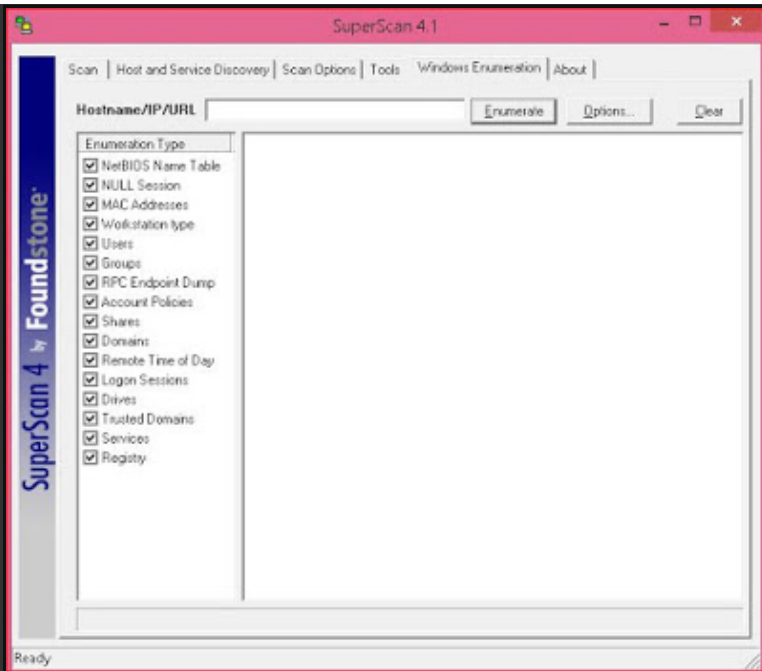 SuperScan 4.1
Scan Host and Service Discovery Scan Options Tools Windows Enumeration About
Hostname/IP/URL Enumerate Options... Clear
Enumeration Type
NetBIOS Name Table
NULL Session
MAC Addresses
Workstation type
Users
Groups
RPC Endpoint Dump
Account Policies
Shares
Domains
Remote Time of Day
Logon Sessions
Drives
Trusted Domains
Services
Registry
SuperScan 4 by Foundstone
Ready